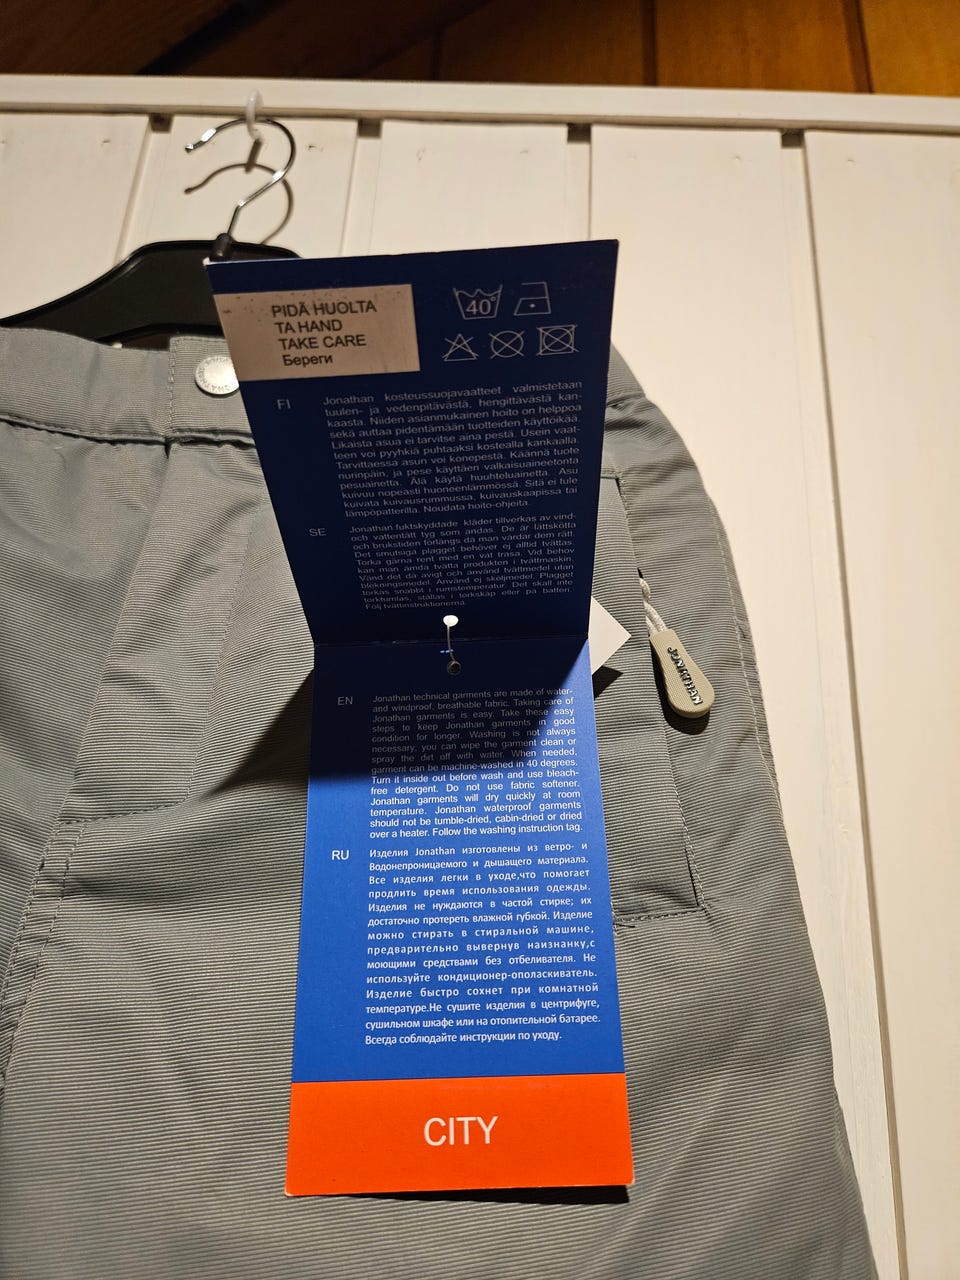 PIDÄ HUOLTA
TA HAND
TAKE CARE
Береги
40°
FI
Jonathan kosteussuojavaatteet valmistetaan
tuulen- ja vedenpitävästä, hengittävästä kan-
kaasta. Niiden asianmukainen hoito on helppoa
sekä auttaa pidentämään tuotteiden käyttöikää.
Likaista asua ei tarvitse aina pestä. Usein vaat-
teen voi pyyhkiä puhtaaksi kostealla kankaalla.
Tarvittaessa asun voi konepestä. Käännä tuote
nurinpäin, ja pese käyttäen valkaisuaineetonta
pesuainetta. Älä käytä huuhteluainetta. Asu
kuivuu nopeasti huoneenlämmössä. Sitä ei tule
kuivata kuivausrummussa, kuivauskaapissa tai
lämpöpatterilla. Noudata hoito-ohjeita.
SE
Jonathan fuktskyddade kläder tillverkas av vind-
och vattentätt tyg som andas. De är lättskötta
och brukstiden förlängs då man vårdar dem rätt.
Det smutsiga plagget behöver ej alltid tvättas.
Torka gärna rent med en våt trasa. Vid behov
kan man ämda tvätta produkten i tvättmaskin.
Vänd det da avigt och använd tvättmedel utan
blekningsmedel. Använd ej sköljmedel. Plagget
torkas snabbt i rumstemperatur. Det skall inte
torktumlas, ställas i torkskåp eller på batteri.
Följ tvättinstruktionerna.
EN
Jonathan technical garments are made of water-
and windproof, breathable fabric. Taking care of
Jonathan garments is easy. Take these easy
steps to keep Jonathan garments in good
condition for longer. Washing is not always
necessary; you can wipe the garment clean or
spray the dirt off with water. When needed,
garment can be machine-washed in 40 degrees.
Turn it inside out before wash and use bleach-
free detergent. Do not use fabric softener.
Jonathan garments will dry quickly at room
temperature. Jonathan waterproof garments
should not be tumble-dried, cabin-dried or dried
over a heater. Follow the washing instruction tag.
RU
Изделия Jonathan изготовлены из ветро- и
Водонепроницаемого и дышащего материала.
Все изделия легки в уходе,что помогает
продлить время использования одежды.
Изделия не нуждаются в частой стирке; их
достаточно протереть влажной губкой. Изделие
можно стирать в стиральной машине,
предварительно вывернув наизнанку,с
моющими средствами без отбеливателя. Не
используйте кондиционер-ополаскиватель.
Изделие быстро сохнет при комнатной
температуре.Не сушите изделия в центрифуге,
сушильном шкафе или на отопительной батарее.
Всегда соблюдайте инструкции по уходу.
CITY
JONATHAN